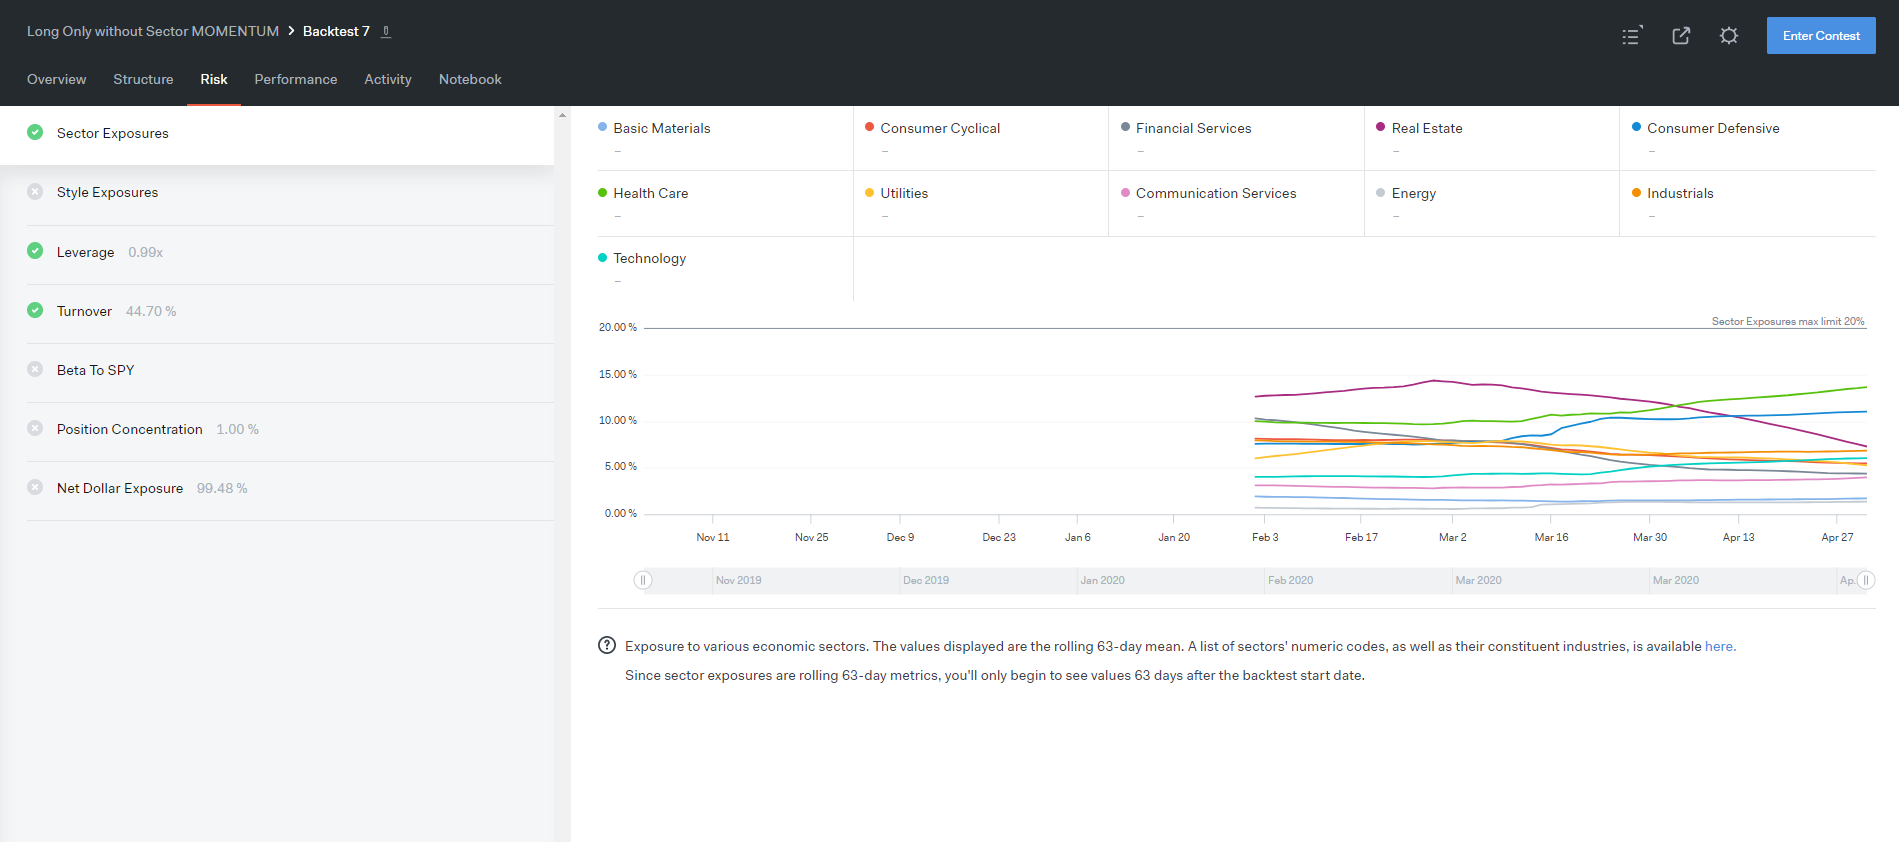 Long Only without Sector MOMENTUM > Backtest 7
Enter Contest
Overview Structure Risk Performance Activity Notebook
Sector Exposures
Style Exposures
Leverage 0.99x
Turnover 44.70 %
Beta To SPY
Position Concentration 1.00 %
Net Dollar Exposure 99.48 %
Basic Materials Consumer Cyclical Financial Services Real Estate Consumer Defensive
– – – – –
Health Care Utilities Communication Services Energy Industrials
– – – – –
Technology
–
Sector Exposures max limit 20%
20.00 %
15.00 %
10.00 %
5.00 %
0.00 %
Nov 11 Nov 25 Dec 9 Dec 23 Jan 6 Jan 20 Feb 3 Feb 17 Mar 2 Mar 16 Mar 30 Apr 13 Apr 27
Nov 2019 Dec 2019 Jan 2020 Feb 2020 Mar 2020 Mar 2020 Ap.
Exposure to various economic sectors. The values displayed are the rolling 63-day mean. A list of sectors' numeric codes, as well as their constituent industries, is available here.
Since sector exposures are rolling 63-day metrics, you'll only begin to see values 63 days after the backtest start date.